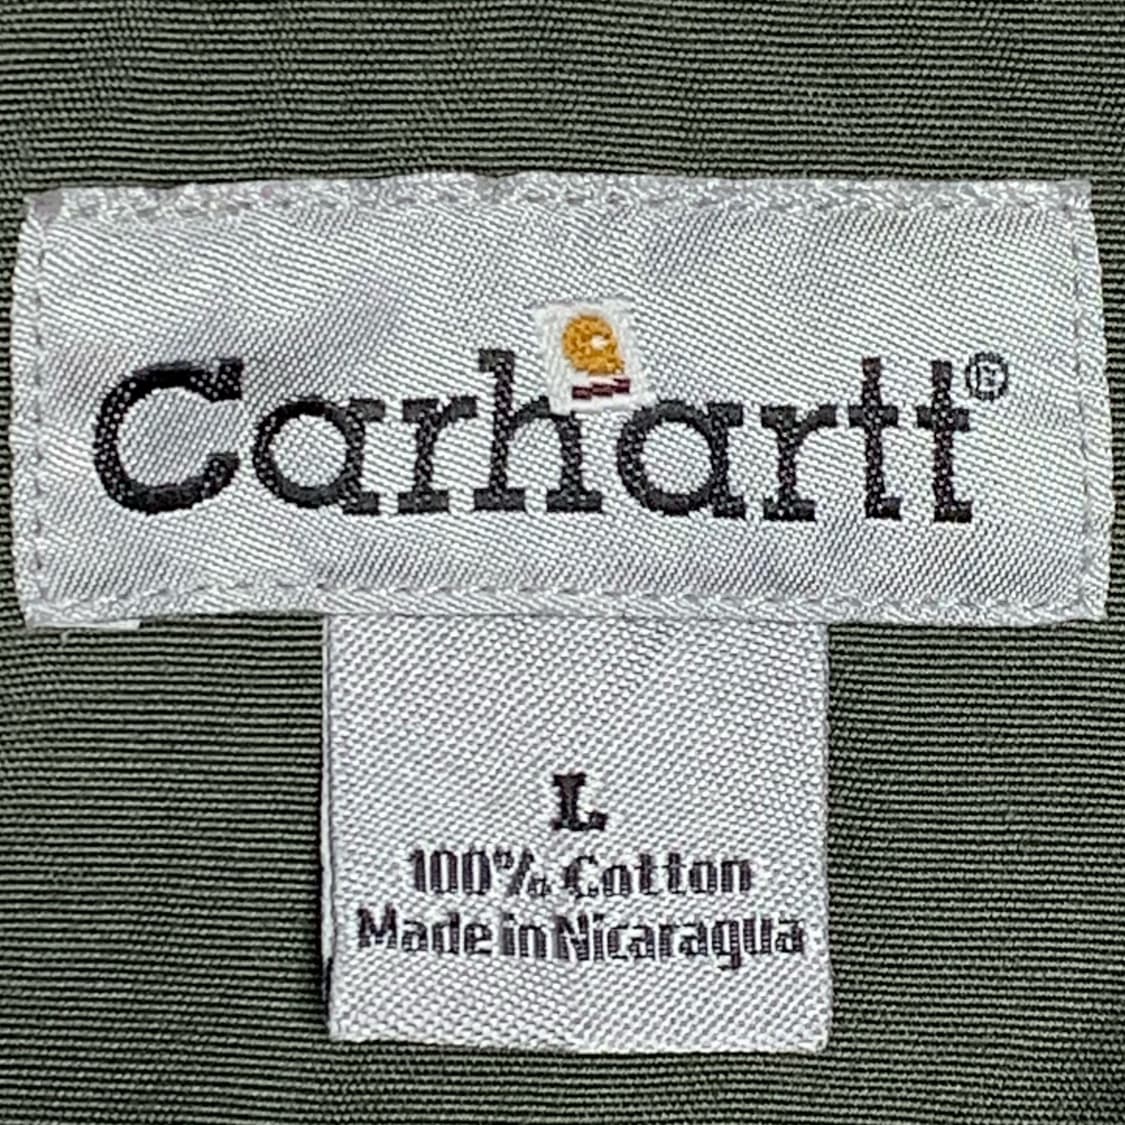 Carhartt®
L
100% Cotton
Made in Nicaragua